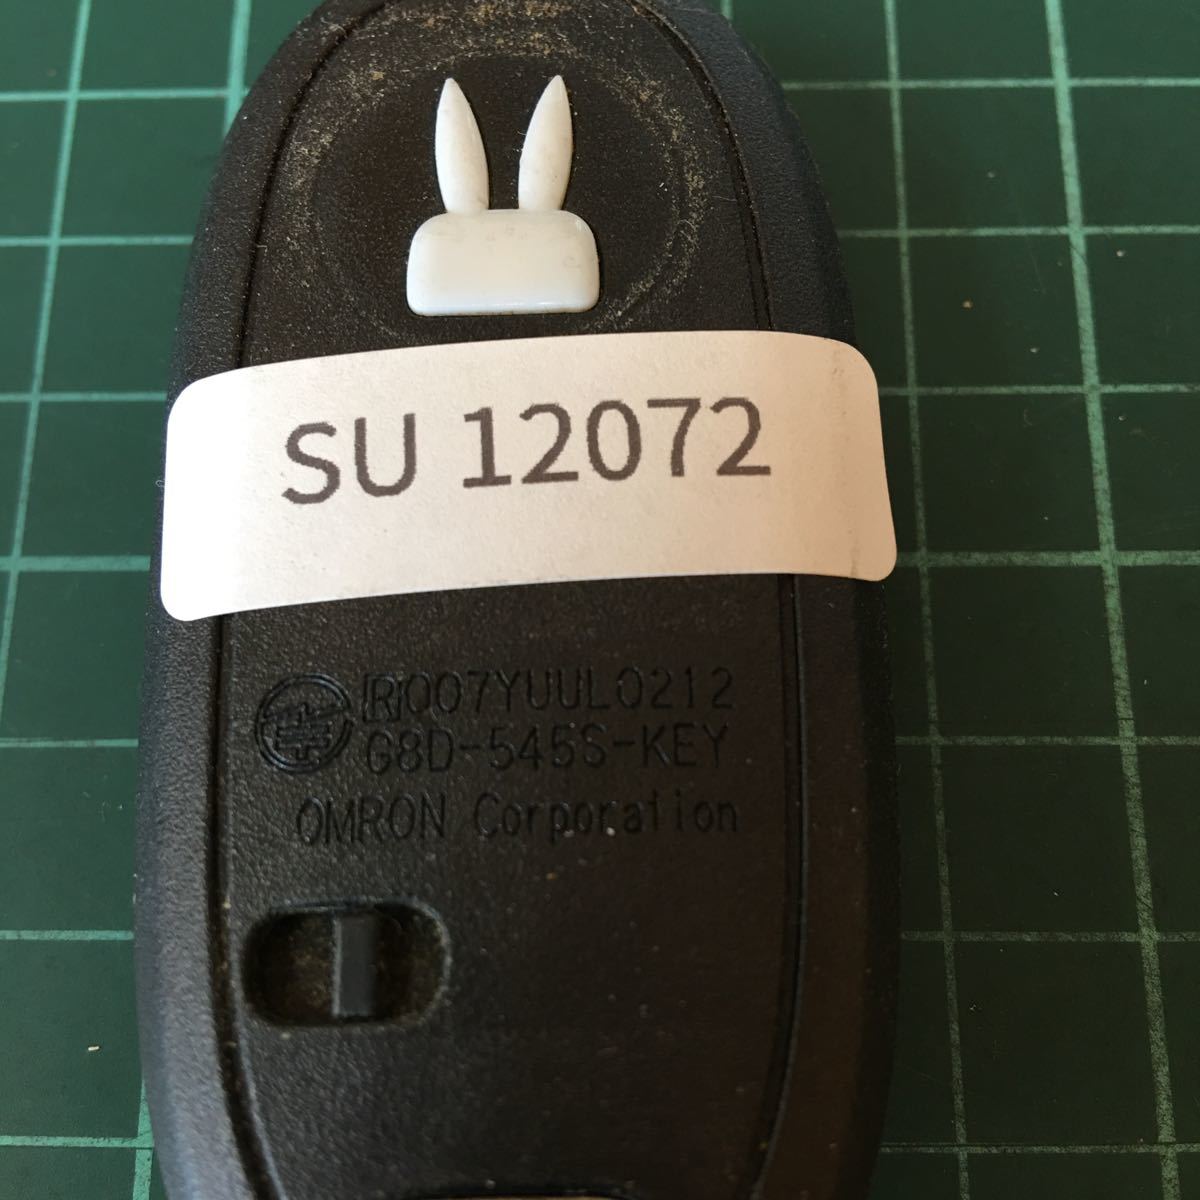 SU 12072
R 007YUUL0212
G8D-545S-KEY
OMRON Corporation